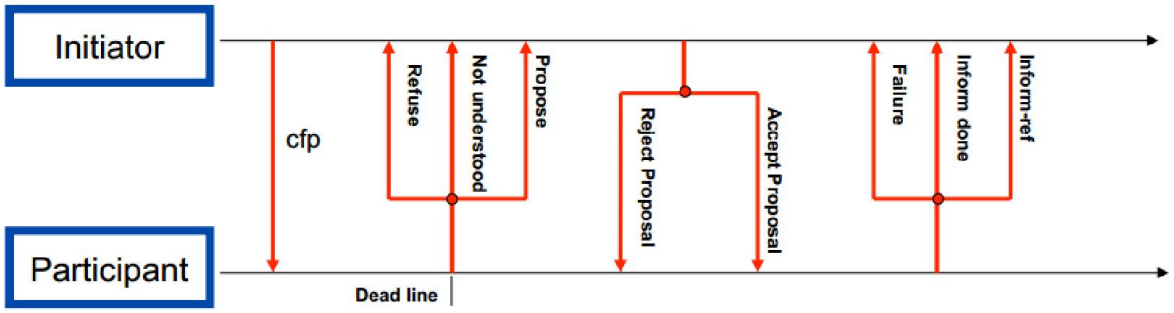 Initiator
cfp
Refuse
Not understood
Propose
Reject Proposal
Accept Proposal
Failure
Inform done
Inform-ref
Participant
Dead line